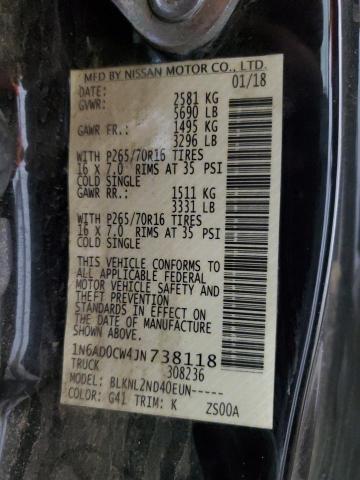 MFD BY NISSAN MOTOR CO., LTD.
DATE: 01/18
GVWR: 2581 KG
5690 LB
GAWR FR.: 1495 KG
3296 LB
WITH P265/70R16 TIRES
16 X 7.0 RIMS AT 35 PSI
COLD SINGLE
GAWR RR.: 1511 KG
3331 LB
WITH P265/70R16 TIRES
16 X 7.0 RIMS AT 35 PSI
COLD SINGLE
THIS VEHICLE CONFORMS TO
ALL APPLICABLE FEDERAL
MOTOR VEHICLE SAFETY AND
THEFT PREVENTION
STANDARDS IN EFFECT ON
THE DATE OF MANUFACTURE
SHOWN ABOVE.
1N6AD0CW4JN738118
TRUCK 308236
MODEL: BLKNL2ND40EUN-----
COLOR: G41 TRIM: K ZS00A